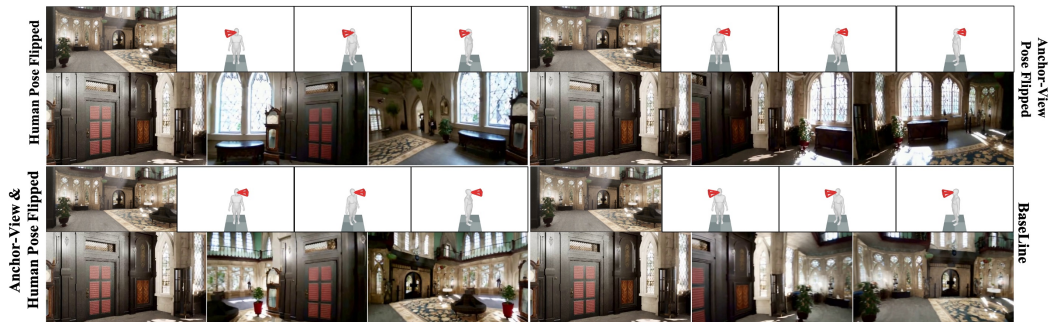 Human Pose Flipped
Anchor-View
Pose Flipped
Anchor-View &
Human Pose Flipped
BaseLine